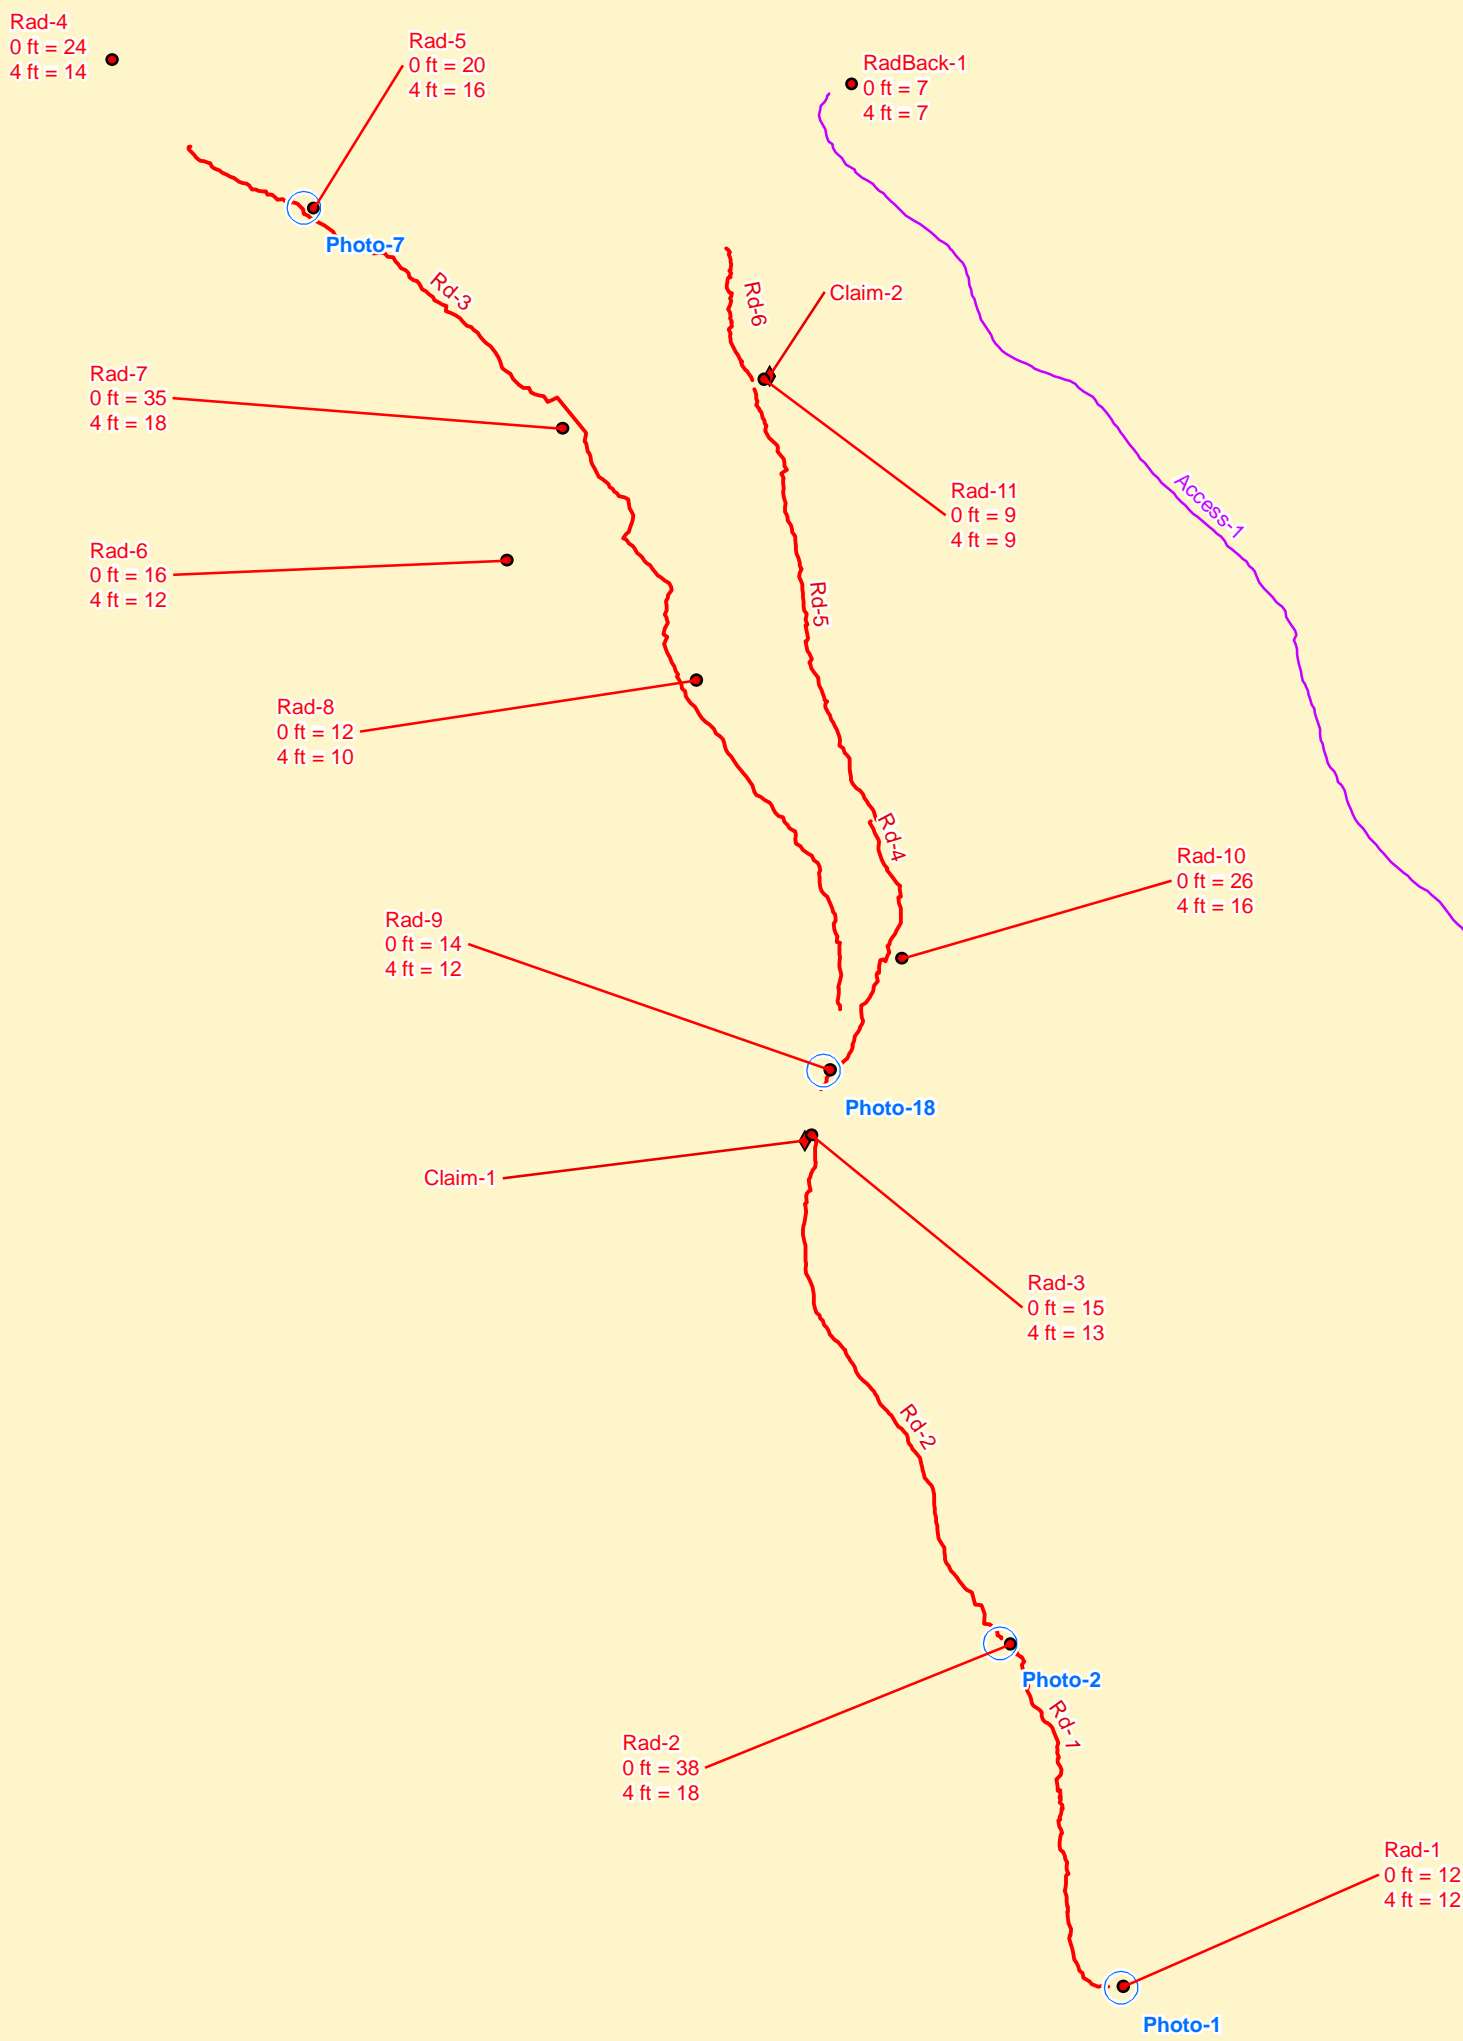 Rad-4
0 ft = 24
4 ft = 14
Rad-5
0 ft = 20
4 ft = 16
RadBack-1
0 ft = 7
4 ft = 7
Photo-7
Rd-3
Rd-6
Claim-2
Rad-7
0 ft = 35
4 ft = 18
Access-1
Rad-11
0 ft = 9
4 ft = 9
Rad-6
0 ft = 16
4 ft = 12
Rd-5
Rad-8
0 ft = 12
4 ft = 10
Rd-4
Rad-10
0 ft = 26
4 ft = 16
Rad-9
0 ft = 14
4 ft = 12
Photo-18
Claim-1
Rad-3
0 ft = 15
4 ft = 13
Rd-2
Photo-2
Rd-1
Rad-2
0 ft = 38
4 ft = 18
Rad-1
0 ft = 12
4 ft = 12
Photo-1